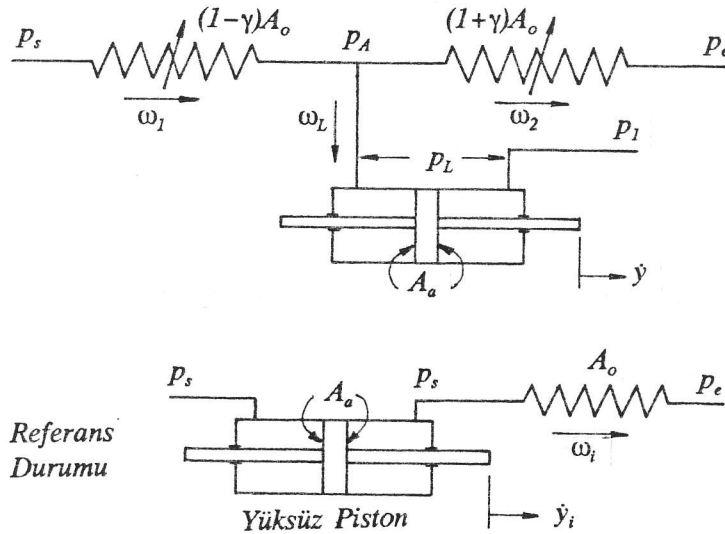 (1-γ)A_o (1+γ)A_o
p_s p_A p_e
ω_1 ω_L ω_2
p_L p_1
A_a ẏ
p_s A_a p_s A_o p_e
Referans
Durumu
ω_i
Yüksüz Piston ẏ_i